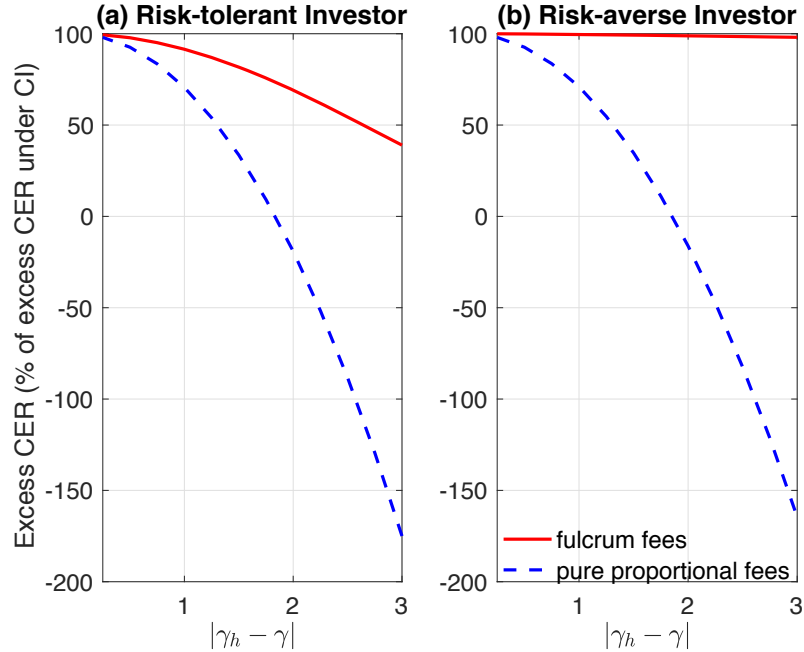 (a) Risk-tolerant Investor
(b) Risk-averse Investor
Excess CER (% of excess CER under CI)
100
50
0
-50
-100
-150
-200
1
2
3
|γ_h − γ|
100
50
0
-50
-100
-150
-200
1
2
3
|γ_h − γ|
fulcrum fees
pure proportional fees